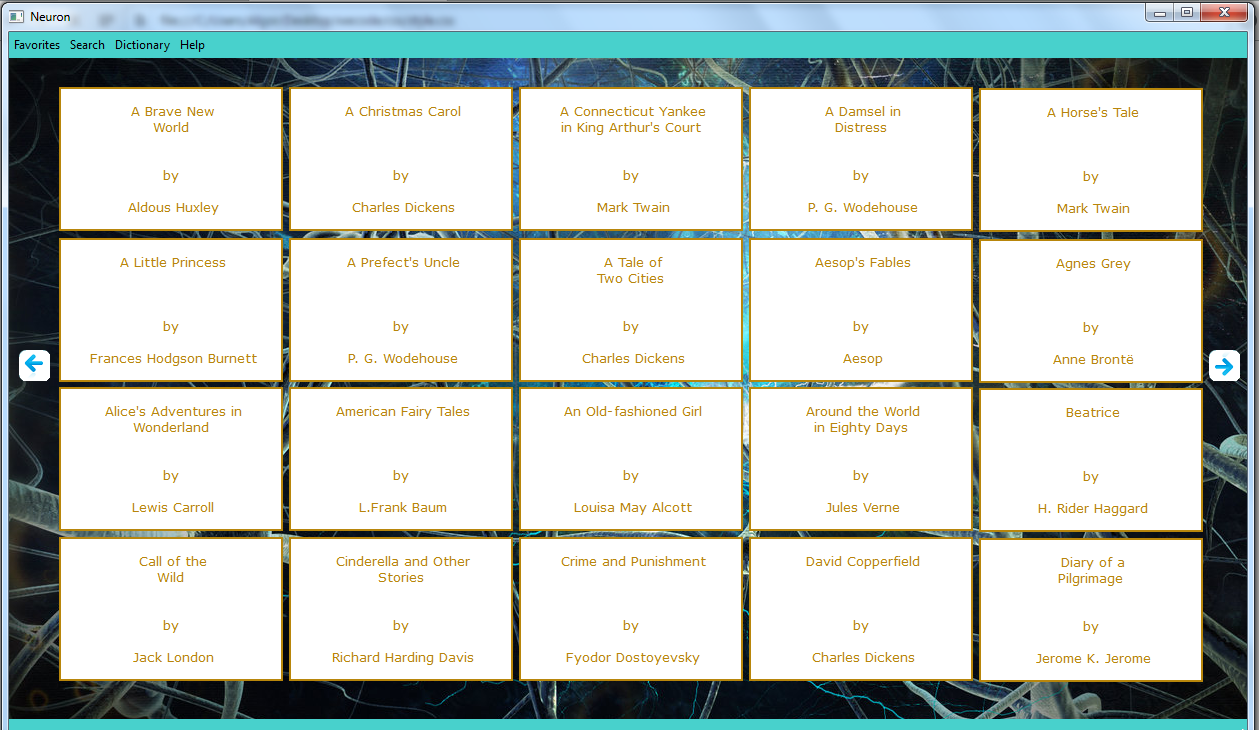 Neuron
Favorites Search Dictionary Help
A Brave New
World
by
Aldous Huxley
A Christmas Carol
by
Charles Dickens
A Connecticut Yankee
in King Arthur's Court
by
Mark Twain
A Damsel in
Distress
by
P. G. Wodehouse
A Horse's Tale
by
Mark Twain
A Little Princess
by
Frances Hodgson Burnett
A Prefect's Uncle
by
P. G. Wodehouse
A Tale of
Two Cities
by
Charles Dickens
Aesop's Fables
by
Aesop
Agnes Grey
by
Anne Brontë
Alice's Adventures in
Wonderland
by
Lewis Carroll
American Fairy Tales
by
L.Frank Baum
An Old-fashioned Girl
by
Louisa May Alcott
Around the World
in Eighty Days
by
Jules Verne
Beatrice
by
H. Rider Haggard
Call of the
Wild
by
Jack London
Cinderella and Other
Stories
by
Richard Harding Davis
Crime and Punishment
by
Fyodor Dostoyevsky
David Copperfield
by
Charles Dickens
Diary of a
Pilgrimage
by
Jerome K. Jerome